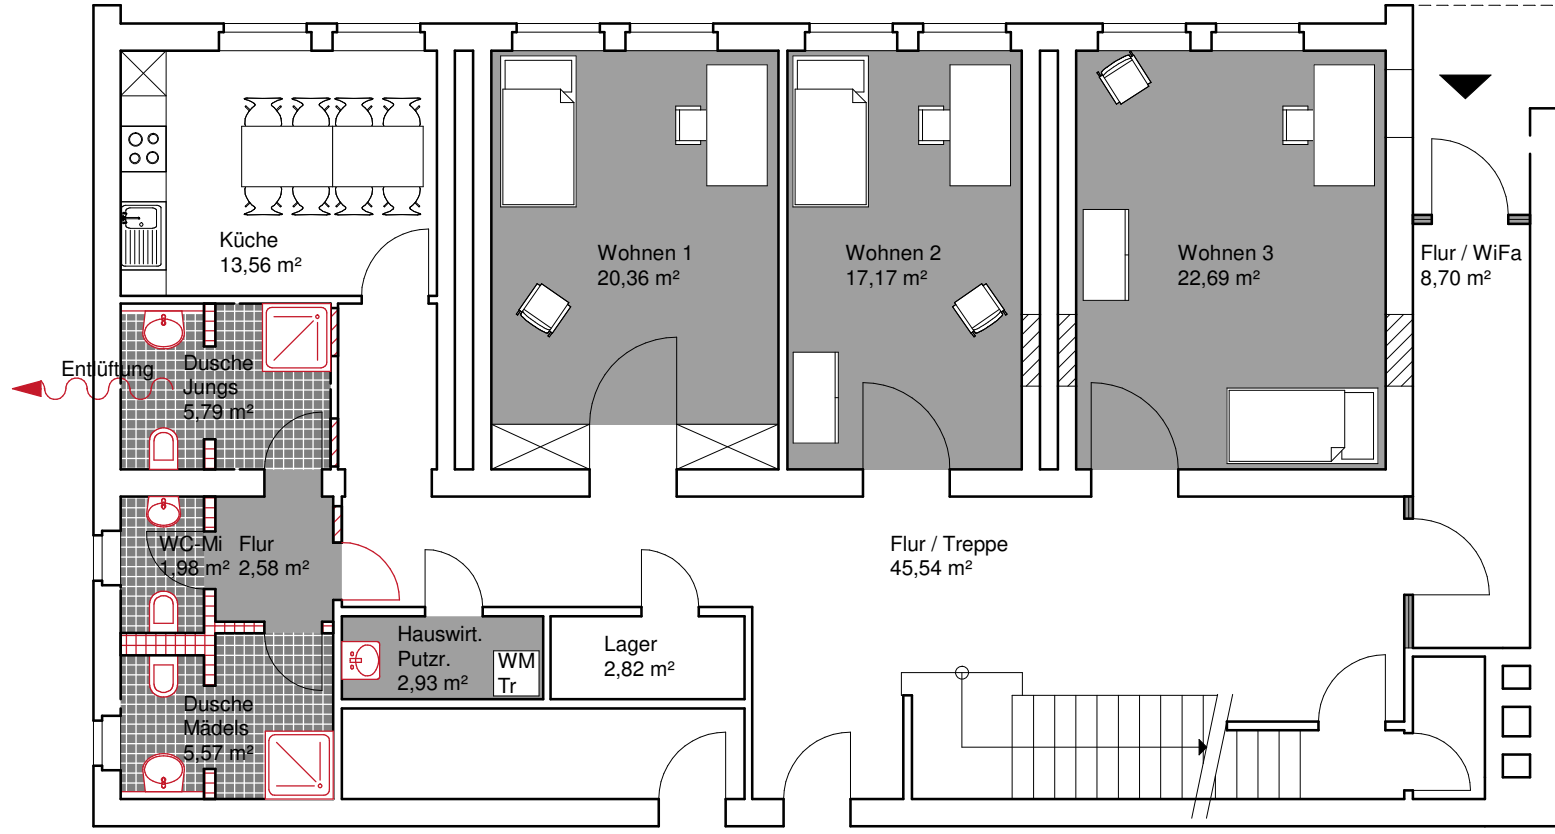 Küche
13,56 m²
Wohnen 1
20,36 m²
Wohnen 2
17,17 m²
Wohnen 3
22,69 m²
Flur / WiFa
8,70 m²
Entlüftung
Dusche
Jungs
5,79 m²
WC-Mi
1,98 m²
Flur
2,58 m²
Flur / Treppe
45,54 m²
Hauswirt.
Putzr.
2,93 m²
WM
Tr
Lager
2,82 m²
Dusche
Mädels
5,57 m²